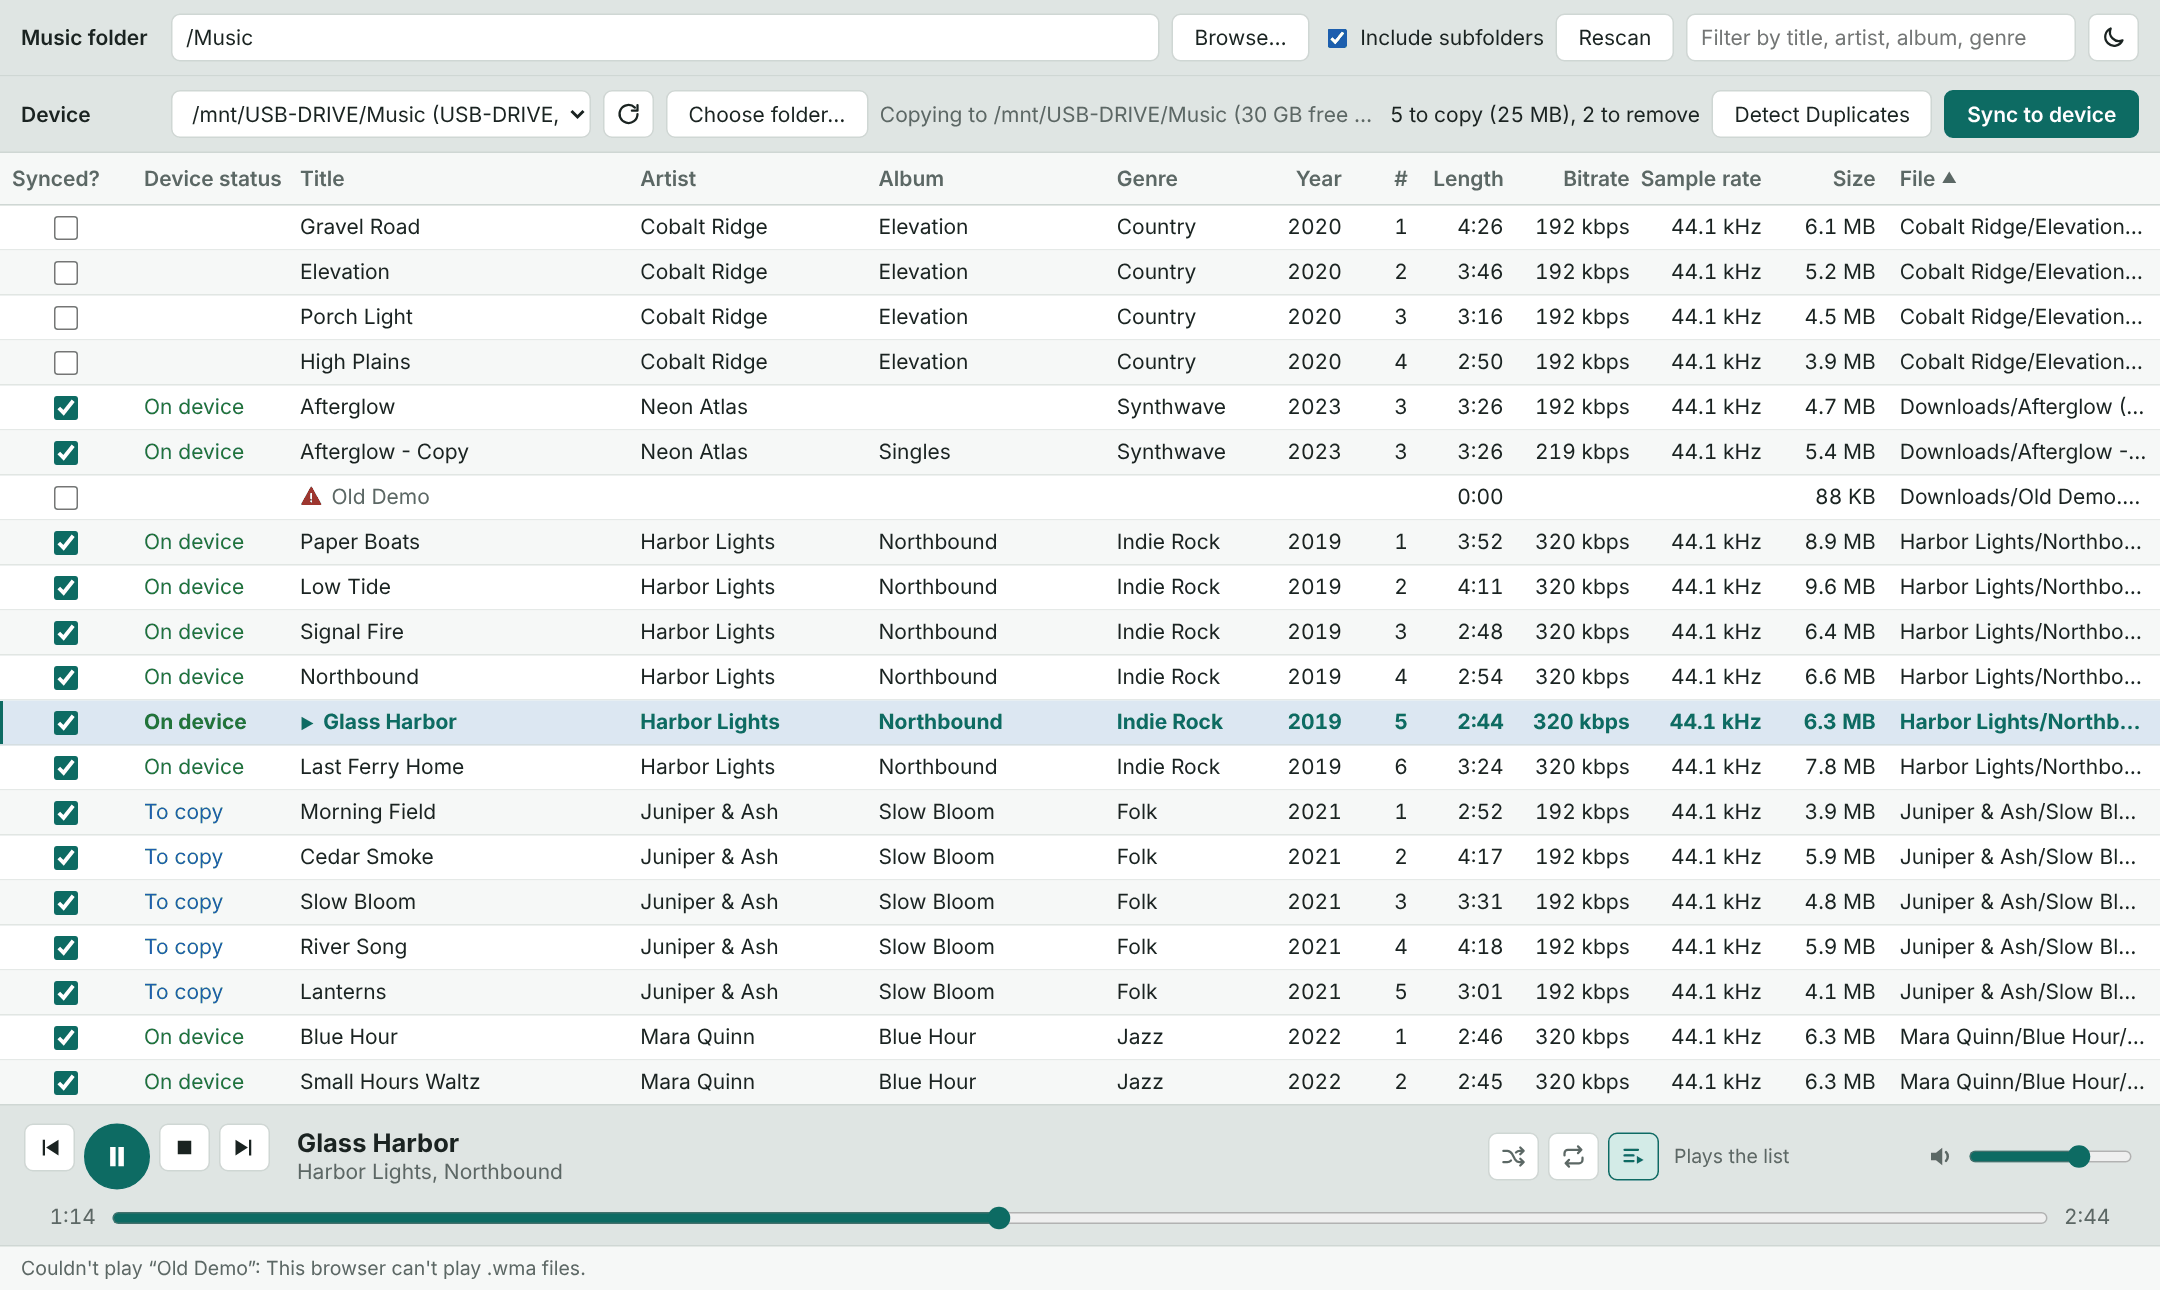 Music folder /Music Browse... Include subfolders Rescan Filter by title, artist, album, genre
Device /mnt/USB-DRIVE/Music (USB-DRIVE, Choose folder... Copying to /mnt/USB-DRIVE/Music (30 GB free ... 5 to copy (25 MB), 2 to remove Detect Duplicates Sync to device
Synced? Device status Title Artist Album Genre Year # Length Bitrate Sample rate Size File ▲
Gravel Road Cobalt Ridge Elevation Country 2020 1 4:26 192 kbps 44.1 kHz 6.1 MB Cobalt Ridge/Elevation...
Elevation Cobalt Ridge Elevation Country 2020 2 3:46 192 kbps 44.1 kHz 5.2 MB Cobalt Ridge/Elevation...
Porch Light Cobalt Ridge Elevation Country 2020 3 3:16 192 kbps 44.1 kHz 4.5 MB Cobalt Ridge/Elevation...
High Plains Cobalt Ridge Elevation Country 2020 4 2:50 192 kbps 44.1 kHz 3.9 MB Cobalt Ridge/Elevation...
On device Afterglow Neon Atlas Synthwave 2023 3 3:26 192 kbps 44.1 kHz 4.7 MB Downloads/Afterglow (...
On device Afterglow - Copy Neon Atlas Singles Synthwave 2023 3 3:26 219 kbps 44.1 kHz 5.4 MB Downloads/Afterglow -...
Old Demo 0:00 88 KB Downloads/Old Demo....
On device Paper Boats Harbor Lights Northbound Indie Rock 2019 1 3:52 320 kbps 44.1 kHz 8.9 MB Harbor Lights/Northbo...
On device Low Tide Harbor Lights Northbound Indie Rock 2019 2 4:11 320 kbps 44.1 kHz 9.6 MB Harbor Lights/Northbo...
On device Signal Fire Harbor Lights Northbound Indie Rock 2019 3 2:48 320 kbps 44.1 kHz 6.4 MB Harbor Lights/Northbo...
On device Northbound Harbor Lights Northbound Indie Rock 2019 4 2:54 320 kbps 44.1 kHz 6.6 MB Harbor Lights/Northbo...
On device ▶ Glass Harbor Harbor Lights Northbound Indie Rock 2019 5 2:44 320 kbps 44.1 kHz 6.3 MB Harbor Lights/Northb...
On device Last Ferry Home Harbor Lights Northbound Indie Rock 2019 6 3:24 320 kbps 44.1 kHz 7.8 MB Harbor Lights/Northbo...
To copy Morning Field Juniper & Ash Slow Bloom Folk 2021 1 2:52 192 kbps 44.1 kHz 3.9 MB Juniper & Ash/Slow Bl...
To copy Cedar Smoke Juniper & Ash Slow Bloom Folk 2021 2 4:17 192 kbps 44.1 kHz 5.9 MB Juniper & Ash/Slow Bl...
To copy Slow Bloom Juniper & Ash Slow Bloom Folk 2021 3 3:31 192 kbps 44.1 kHz 4.8 MB Juniper & Ash/Slow Bl...
To copy River Song Juniper & Ash Slow Bloom Folk 2021 4 4:18 192 kbps 44.1 kHz 5.9 MB Juniper & Ash/Slow Bl...
To copy Lanterns Juniper & Ash Slow Bloom Folk 2021 5 3:01 192 kbps 44.1 kHz 4.1 MB Juniper & Ash/Slow Bl...
On device Blue Hour Mara Quinn Blue Hour Jazz 2022 1 2:46 320 kbps 44.1 kHz 6.3 MB Mara Quinn/Blue Hour/...
On device Small Hours Waltz Mara Quinn Blue Hour Jazz 2022 2 2:45 320 kbps 44.1 kHz 6.3 MB Mara Quinn/Blue Hour/...
Glass Harbor
Harbor Lights, Northbound
Plays the list
1:14 2:44
Couldn't play “Old Demo”: This browser can't play .wma files.